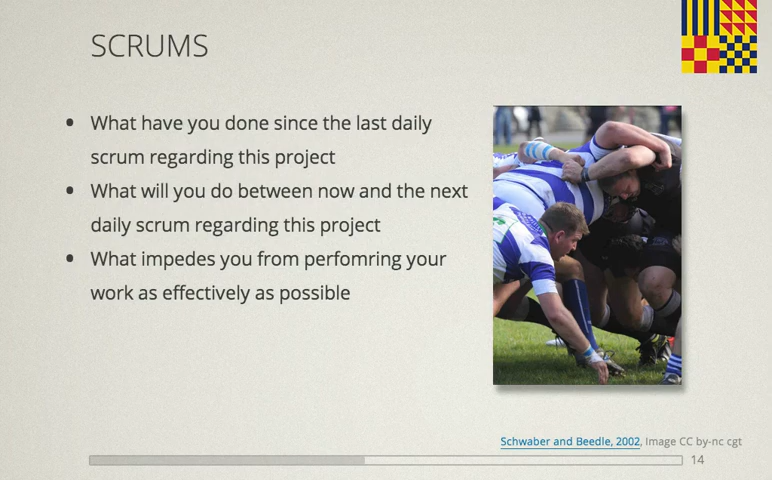 SCRUMS
• What have you done since the last daily
scrum regarding this project
• What will you do between now and the next
daily scrum regarding this project
• What impedes you from perfomring your
work as effectively as possible
Schwaber and Beedle, 2002, Image CC by-nc cgt
14